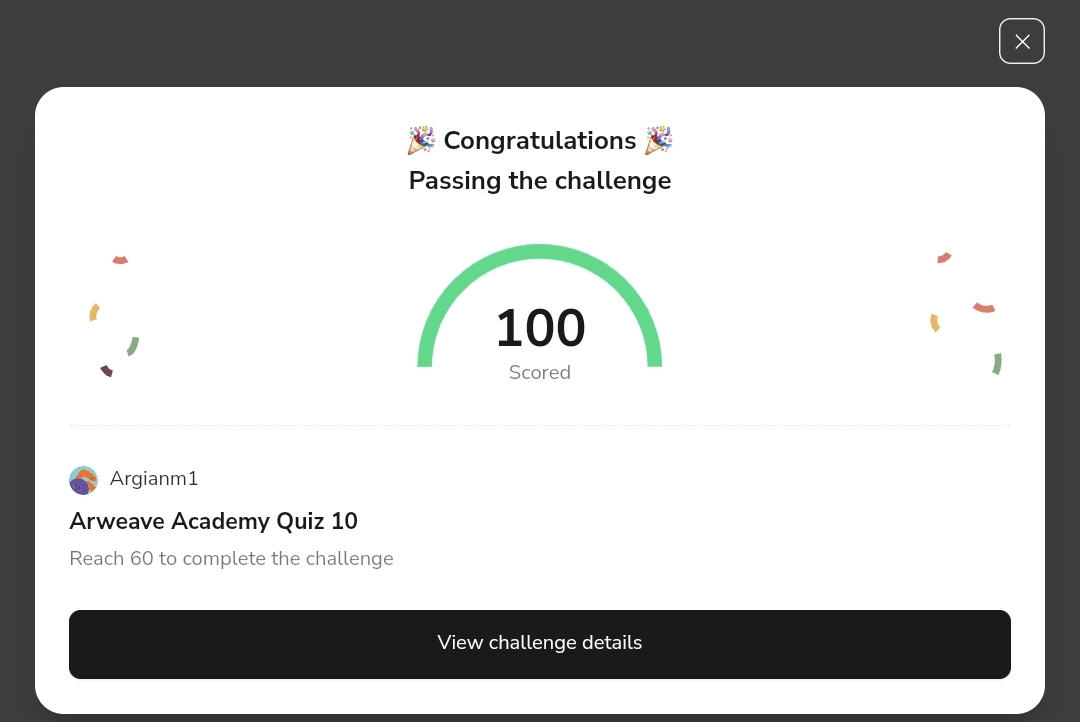 🎉 Congratulations 🎉
Passing the challenge
100
Scored
Argianm1
Arweave Academy Quiz 10
Reach 60 to complete the challenge
View challenge details